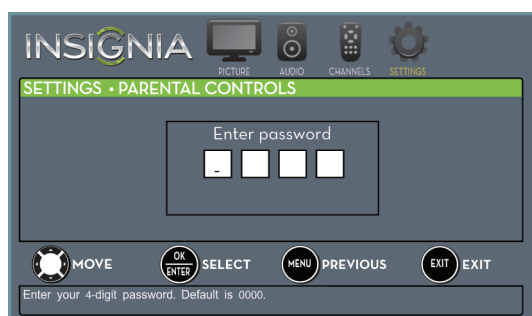 INSIGNIA
PICTURE AUDIO CHANNELS SETTINGS
SETTINGS • PARENTAL CONTROLS
Enter password
-
MOVE OK ENTER SELECT MENU PREVIOUS EXIT EXIT
Enter your 4-digit password. Default is 0000.